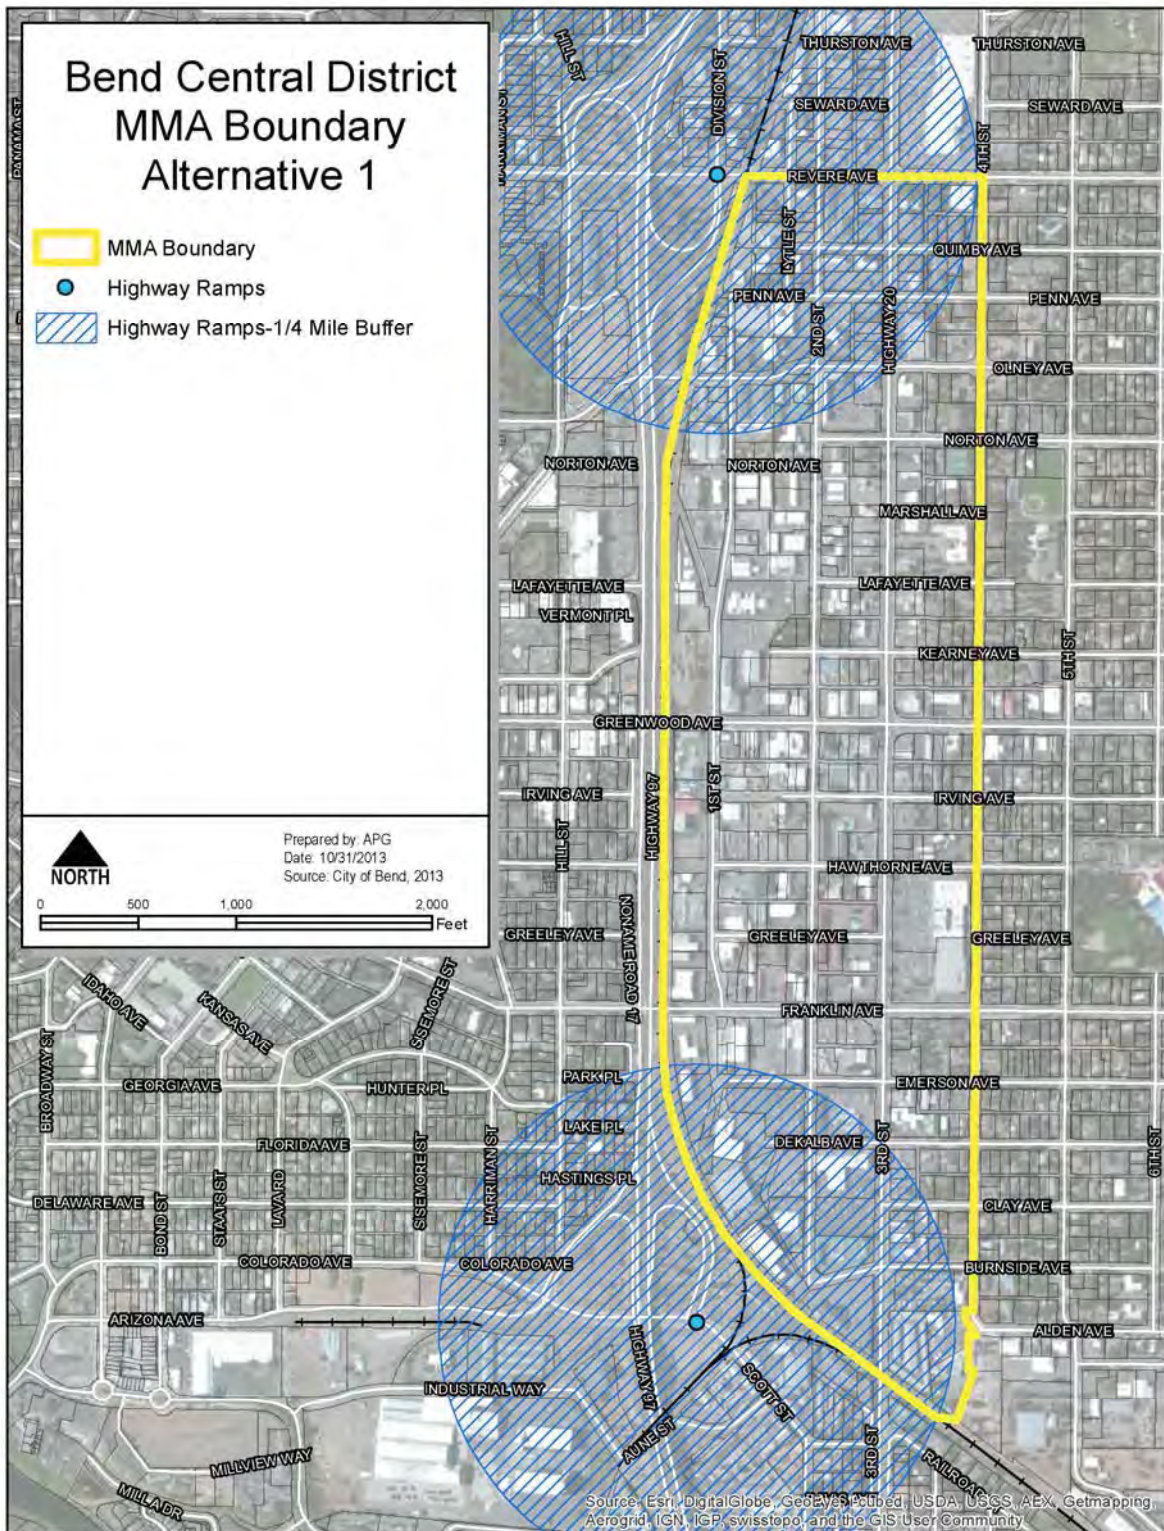 Bend Central District
MMA Boundary
Alternative 1
MMA Boundary
Highway Ramps
Highway Ramps-1/4 Mile Buffer
NORTH
Prepared by: APG
Date: 10/31/2013
Source: City of Bend, 2013
0 500 1,000 2,000
Feet
PANAMA ST
HILL ST
DIVISION ST
THURSTON AVE
THURSTON AVE
SEWARD AVE
SEWARD AVE
4TH ST
REVERE AVE
LYTLE ST
QUIMBY AVE
PENN AVE
PENN AVE
2ND ST
HIGHWAY 20
OLNEY AVE
NORTON AVE
NORTON AVE
NORTON AVE
MARSHALL AVE
LAFAYETTE AVE
LAFAYETTE AVE
VERMONT PL
KEARNEY AVE
5TH ST
GREENWOOD AVE
IRVING AVE
IRVING AVE
HIGHWAY 97
1ST ST
HILL ST
HAWTHORNE AVE
NONAME ROAD 17
GREELEY AVE
GREELEY AVE
GREELEY AVE
FRANKLIN AVE
IDAHO AVE
KANSAS AVE
SISEMORE ST
BROADWAY ST
GEORGIA AVE
HUNTER PL
PARK PL
EMERSON AVE
LAKE PL
FLORIDA AVE
DEKALB AVE
3RD ST
6TH ST
HASTINGS PL
HARRIMAN ST
SISEMORE ST
DELAWARE AVE
BOND ST
STAATS ST
LAVA RD
CLAY AVE
COLORADO AVE
COLORADO AVE
BURNSIDE AVE
ARIZONA AVE
ALDEN AVE
HIGHWAY 97
INDUSTRIAL WAY
SCOTT ST
AUNE ST
3RD ST
RAILROAD
MILLVIEW WAY
MILL A DR
Source: Esri, DigitalGlobe, GeoEye, i-cubed, USDA, USGS, AEX, Getmapping,
Aerogrid, IGN, IGP, swisstopo, and the GIS User Community